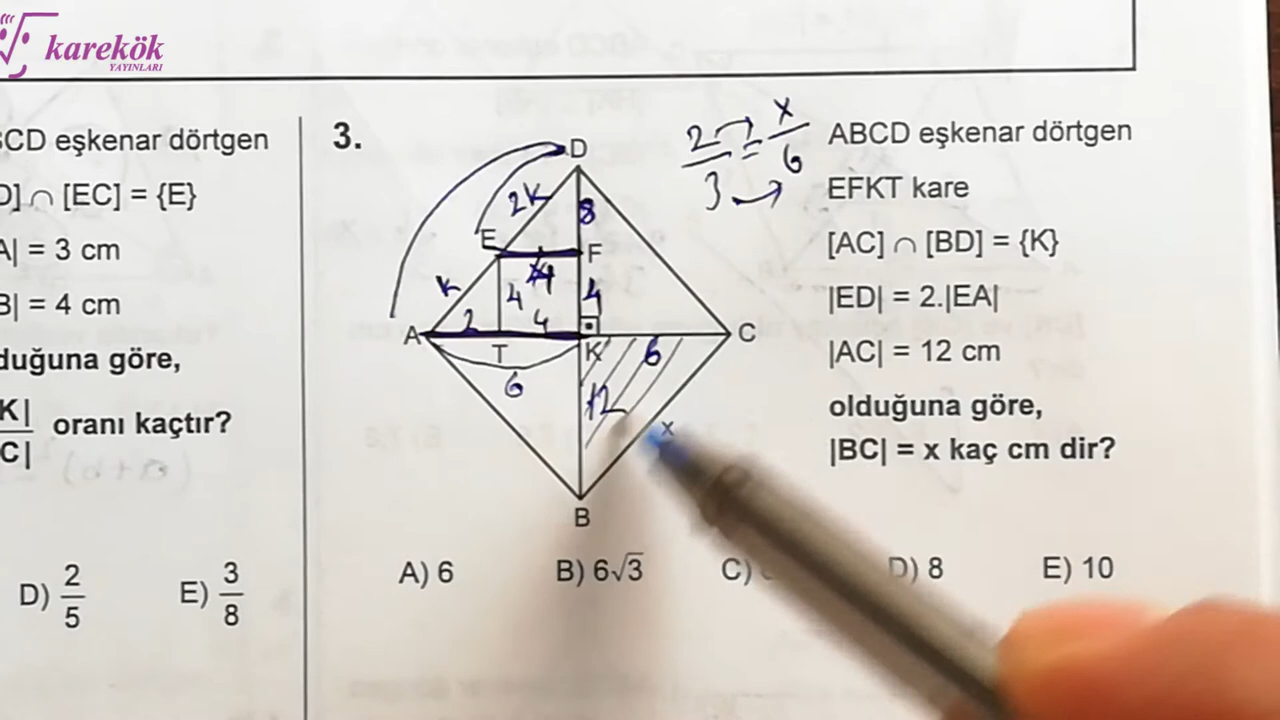 karekök
YAYINLARI
CD eşkenar dörtgen
D] ∩ [EC] = {E}
A| = 3 cm
B| = 4 cm
duğuna göre,
K|
C|
oranı kaçtır?
D) 2/5
E) 3/8
3.
2/3 = x/6
ABCD eşkenar dörtgen
EFKT kare
[AC] ∩ [BD] = {K}
|ED| = 2.|EA|
|AC| = 12 cm
olduğuna göre,
|BC| = x kaç cm dir?
D
2K
8
E
F
K
4
4
4
2
4
A
T
K
C
6
6
12
x
B
A) 6
B) 6√3
C)
D) 8
E) 10